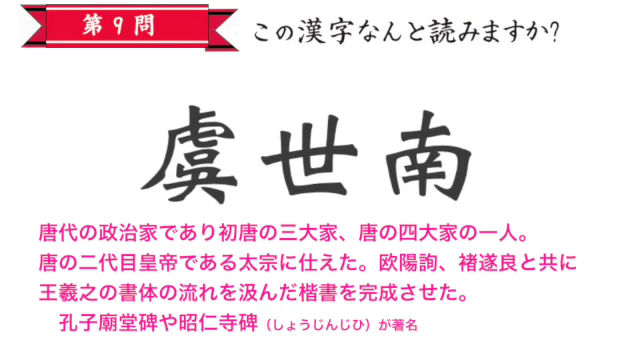 第9問
この漢字なんと読みますか?
虞世南
唐代の政治家であり初唐の三大家、唐の四大家の一人。
唐の二代目皇帝である太宗に仕えた。欧陽詢、褚遂良と共に
王羲之の書体の流れを汲んだ楷書を完成させた。
孔子廟堂碑や昭仁寺碑（しょうじんじひ）が著名